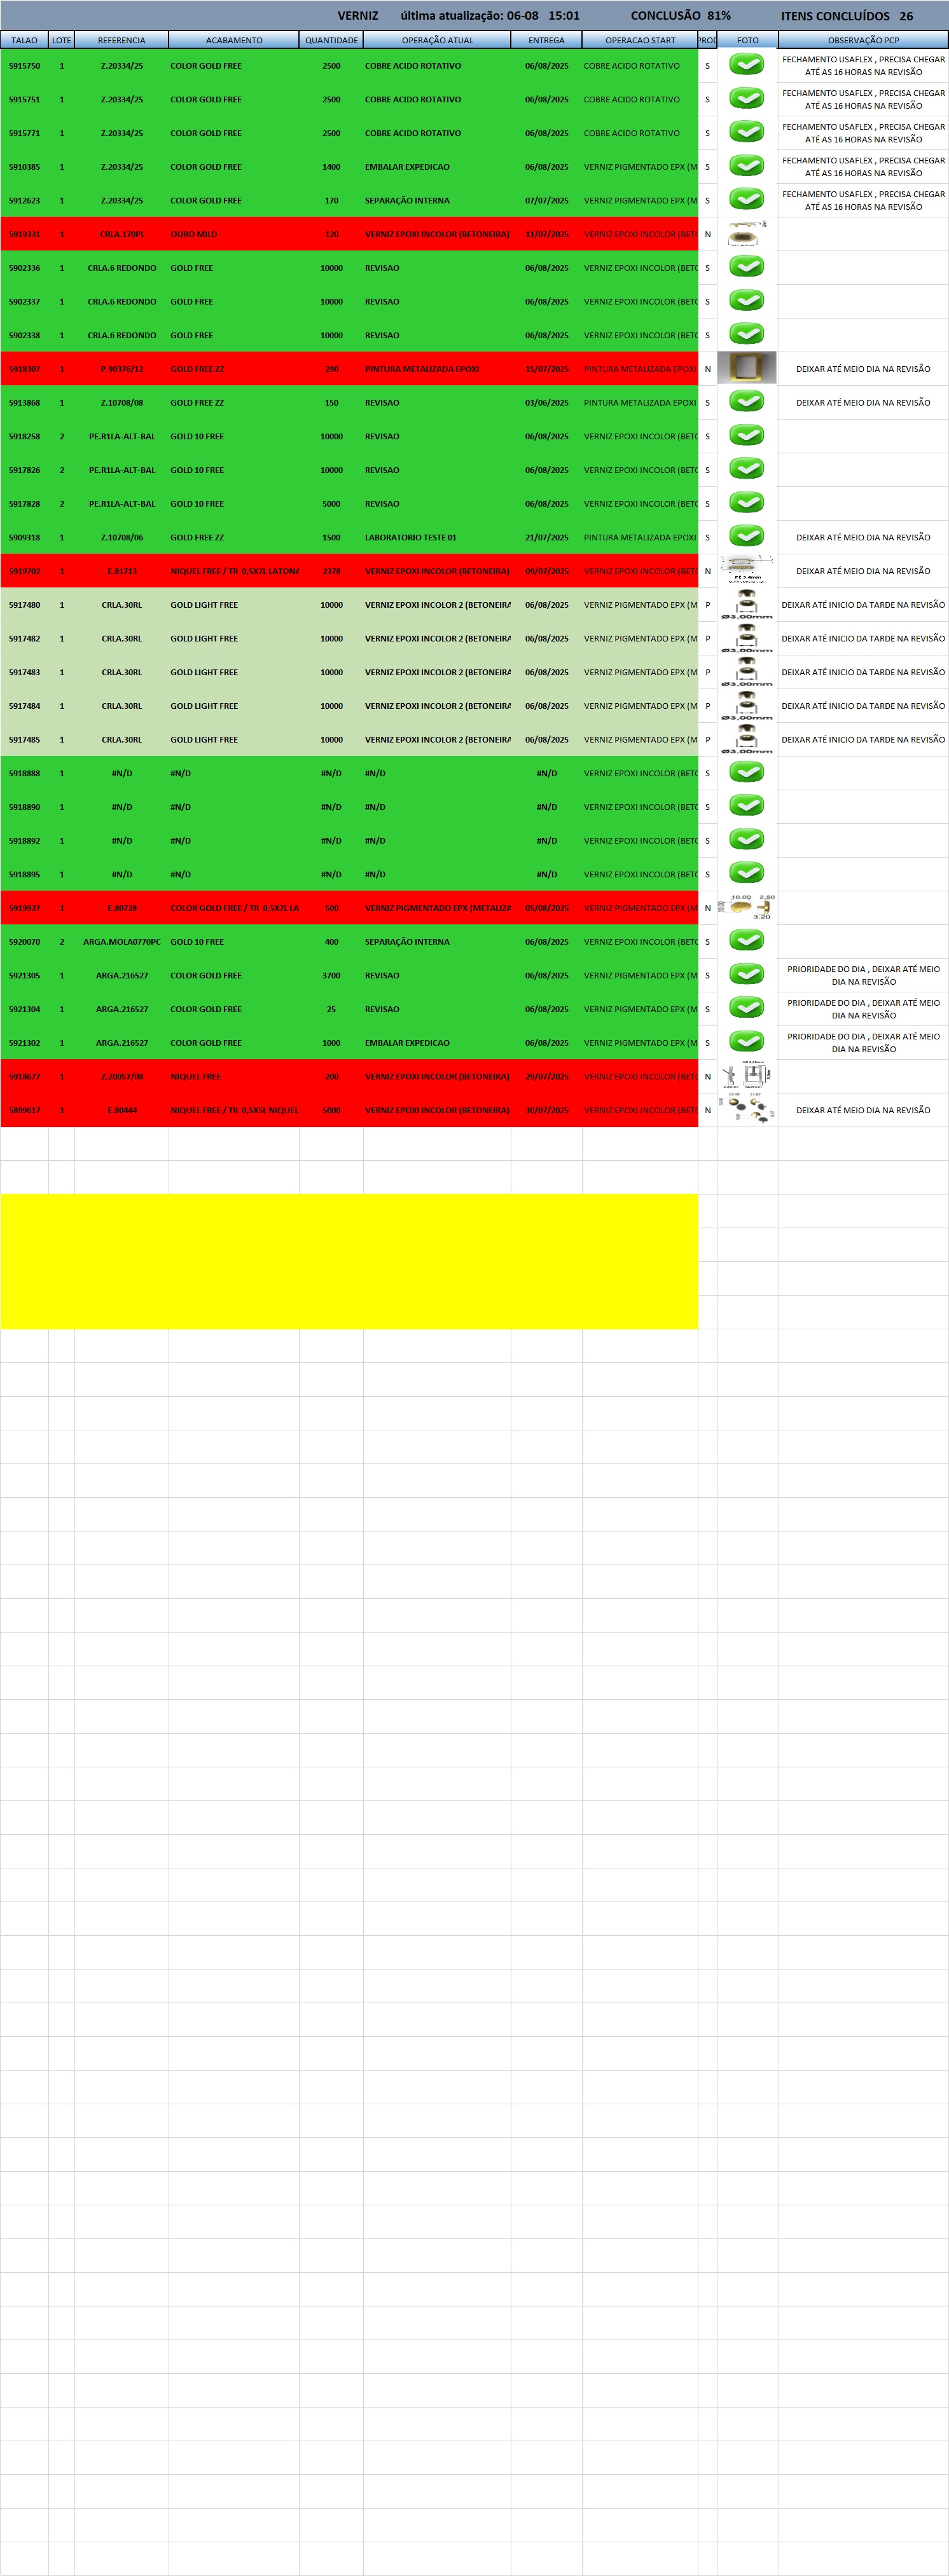 VERNIZ última atualização: 06-08 15:01 CONCLUSÃO 81% ITENS CONCLUÍDOS 26
TALAO LOTE REFERENCIA ACABAMENTO QUANTIDADE OPERAÇÃO ATUAL ENTREGA OPERACAO START PROD FOTO OBSERVAÇÃO PCP
5915750 1 Z.20334/25 COLOR GOLD FREE 2500 COBRE ACIDO ROTATIVO 06/08/2025 COBRE ACIDO ROTATIVO S FECHAMENTO USAFLEX , PRECISA CHEGAR
ATÉ AS 16 HORAS NA REVISÃO
5915751 1 Z.20334/25 COLOR GOLD FREE 2500 COBRE ACIDO ROTATIVO 06/08/2025 COBRE ACIDO ROTATIVO S FECHAMENTO USAFLEX , PRECISA CHEGAR
ATÉ AS 16 HORAS NA REVISÃO
5915771 1 Z.20334/25 COLOR GOLD FREE 2500 COBRE ACIDO ROTATIVO 06/08/2025 COBRE ACIDO ROTATIVO S FECHAMENTO USAFLEX , PRECISA CHEGAR
ATÉ AS 16 HORAS NA REVISÃO
5910385 1 Z.20334/25 COLOR GOLD FREE 1400 EMBALAR EXPEDICAO 06/08/2025 VERNIZ PIGMENTADO EPX (M S FECHAMENTO USAFLEX , PRECISA CHEGAR
ATÉ AS 16 HORAS NA REVISÃO
5912623 1 Z.20334/25 COLOR GOLD FREE 170 SEPARAÇÃO INTERNA 07/07/2025 VERNIZ PIGMENTADO EPX (M S FECHAMENTO USAFLEX , PRECISA CHEGAR
ATÉ AS 16 HORAS NA REVISÃO
5919331 1 CRLA.170PL OURO MILD 120 VERNIZ EPOXI INCOLOR (BETONEIRA) 11/07/2025 VERNIZ EPOXI INCOLOR (BETO N
5902336 1 CRLA.6 REDONDO GOLD FREE 10000 REVISAO 06/08/2025 VERNIZ EPOXI INCOLOR (BETO S
5902337 1 CRLA.6 REDONDO GOLD FREE 10000 REVISAO 06/08/2025 VERNIZ EPOXI INCOLOR (BETO S
5902338 1 CRLA.6 REDONDO GOLD FREE 10000 REVISAO 06/08/2025 VERNIZ EPOXI INCOLOR (BETO S
5918307 1 P.90376/12 GOLD FREE ZZ 290 PINTURA METALIZADA EPOXI 15/07/2025 PINTURA METALIZADA EPOXI N DEIXAR ATÉ MEIO DIA NA REVISÃO
5913868 1 Z.10708/08 GOLD FREE ZZ 150 REVISAO 03/06/2025 PINTURA METALIZADA EPOXI S DEIXAR ATÉ MEIO DIA NA REVISÃO
5918258 2 PE.R1LA-ALT-BAL GOLD 10 FREE 10000 REVISAO 06/08/2025 VERNIZ EPOXI INCOLOR (BETO S
5917826 2 PE.R1LA-ALT-BAL GOLD 10 FREE 10000 REVISAO 06/08/2025 VERNIZ EPOXI INCOLOR (BETO S
5917828 2 PE.R1LA-ALT-BAL GOLD 10 FREE 5000 REVISAO 06/08/2025 VERNIZ EPOXI INCOLOR (BETO S
5909318 1 Z.10708/06 GOLD FREE ZZ 1500 LABORATORIO TESTE 01 21/07/2025 PINTURA METALIZADA EPOXI S DEIXAR ATÉ MEIO DIA NA REVISÃO
5919702 1 E.81713 NIQUEL FREE / TR 0,5X7L LATONA 2378 VERNIZ EPOXI INCOLOR (BETONEIRA) 09/07/2025 VERNIZ EPOXI INCOLOR (BETO N DEIXAR ATÉ MEIO DIA NA REVISÃO
5917480 1 CRLA.30RL GOLD LIGHT FREE 10000 VERNIZ EPOXI INCOLOR 2 (BETONEIRA 06/08/2025 VERNIZ PIGMENTADO EPX (M P Ø3,00mm DEIXAR ATÉ INICIO DA TARDE NA REVISÃO
5917482 1 CRLA.30RL GOLD LIGHT FREE 10000 VERNIZ EPOXI INCOLOR 2 (BETONEIRA 06/08/2025 VERNIZ PIGMENTADO EPX (M P Ø3,00mm DEIXAR ATÉ INICIO DA TARDE NA REVISÃO
5917483 1 CRLA.30RL GOLD LIGHT FREE 10000 VERNIZ EPOXI INCOLOR 2 (BETONEIRA 06/08/2025 VERNIZ PIGMENTADO EPX (M P Ø3,00mm DEIXAR ATÉ INICIO DA TARDE NA REVISÃO
5917484 1 CRLA.30RL GOLD LIGHT FREE 10000 VERNIZ EPOXI INCOLOR 2 (BETONEIRA 06/08/2025 VERNIZ PIGMENTADO EPX (M P Ø3,00mm DEIXAR ATÉ INICIO DA TARDE NA REVISÃO
5917485 1 CRLA.30RL GOLD LIGHT FREE 10000 VERNIZ EPOXI INCOLOR 2 (BETONEIRA 06/08/2025 VERNIZ PIGMENTADO EPX (M P Ø3,00mm DEIXAR ATÉ INICIO DA TARDE NA REVISÃO
5918888 1 #N/D #N/D #N/D #N/D #N/D VERNIZ EPOXI INCOLOR (BETO S
5918890 1 #N/D #N/D #N/D #N/D #N/D VERNIZ EPOXI INCOLOR (BETO S
5918892 1 #N/D #N/D #N/D #N/D #N/D VERNIZ EPOXI INCOLOR (BETO S
5918895 1 #N/D #N/D #N/D #N/D #N/D VERNIZ EPOXI INCOLOR (BETO S
5919927 1 E.80728 COLOR GOLD FREE / TR 0,5X7L LA 500 VERNIZ PIGMENTADO EPX (METALIZA 05/08/2025 VERNIZ PIGMENTADO EPX (M N 10.00 2.50 3.20
5920070 2 ARGA.MOLA0770PC GOLD 10 FREE 400 SEPARAÇÃO INTERNA 06/08/2025 VERNIZ EPOXI INCOLOR (BETO S
5921305 1 ARGA.216527 COLOR GOLD FREE 3700 REVISAO 06/08/2025 VERNIZ PIGMENTADO EPX (M S PRIORIDADE DO DIA , DEIXAR ATÉ MEIO
DIA NA REVISÃO
5921304 1 ARGA.216527 COLOR GOLD FREE 25 REVISAO 06/08/2025 VERNIZ PIGMENTADO EPX (M S PRIORIDADE DO DIA , DEIXAR ATÉ MEIO
DIA NA REVISÃO
5921302 1 ARGA.216527 COLOR GOLD FREE 1000 EMBALAR EXPEDICAO 06/08/2025 VERNIZ PIGMENTADO EPX (M S PRIORIDADE DO DIA , DEIXAR ATÉ MEIO
DIA NA REVISÃO
5918677 1 Z.20057/08 NIQUEL FREE 200 VERNIZ EPOXI INCOLOR (BETONEIRA) 29/07/2025 VERNIZ EPOXI INCOLOR (BETO N
5899617 1 E.80444 NIQUEL FREE / TR 0,5X5L NIQUEL 5000 VERNIZ EPOXI INCOLOR (BETONEIRA) 30/07/2025 VERNIZ EPOXI INCOLOR (BETO N DEIXAR ATÉ MEIO DIA NA REVISÃO